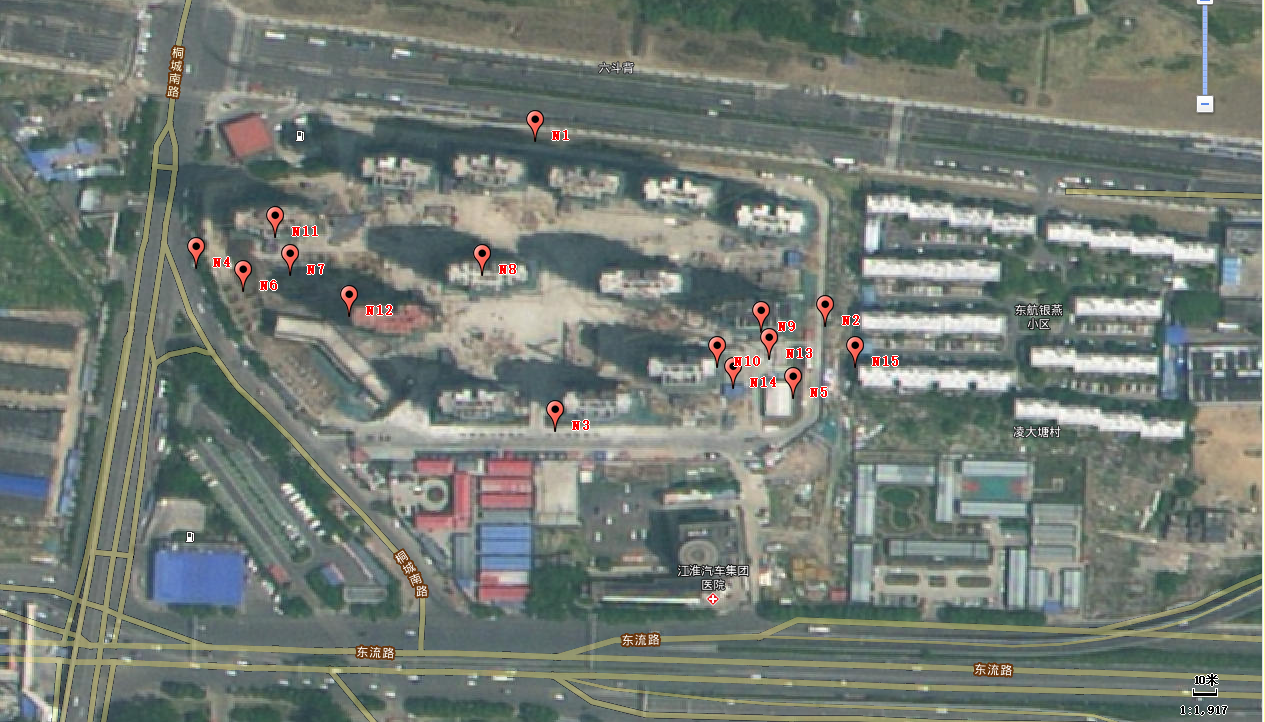 桐城南路
六斗背
N1
N11
N4
N7
N8
N6
N12
N2
N9
东航银燕
小区
N13
N10
N15
N14
N5
N3
凌大塘村
桐城南路
江淮汽车集团
医院
东流路
东流路
东流路
10米
1:1,917